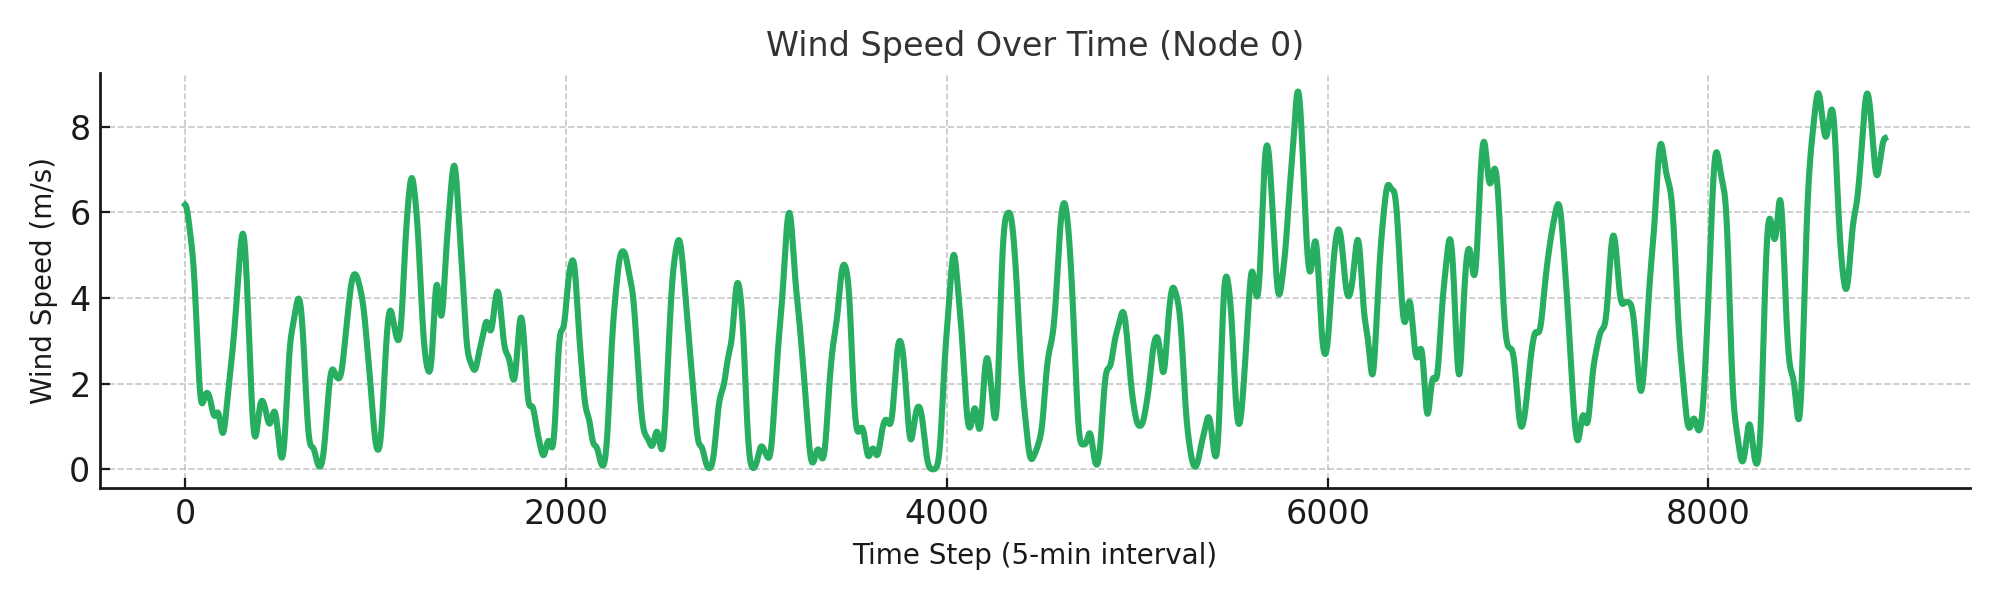 Wind Speed Over Time (Node 0)
Wind Speed (m/s)
8
6
4
2
0
0 2000 4000 6000 8000
Time Step (5-min interval)